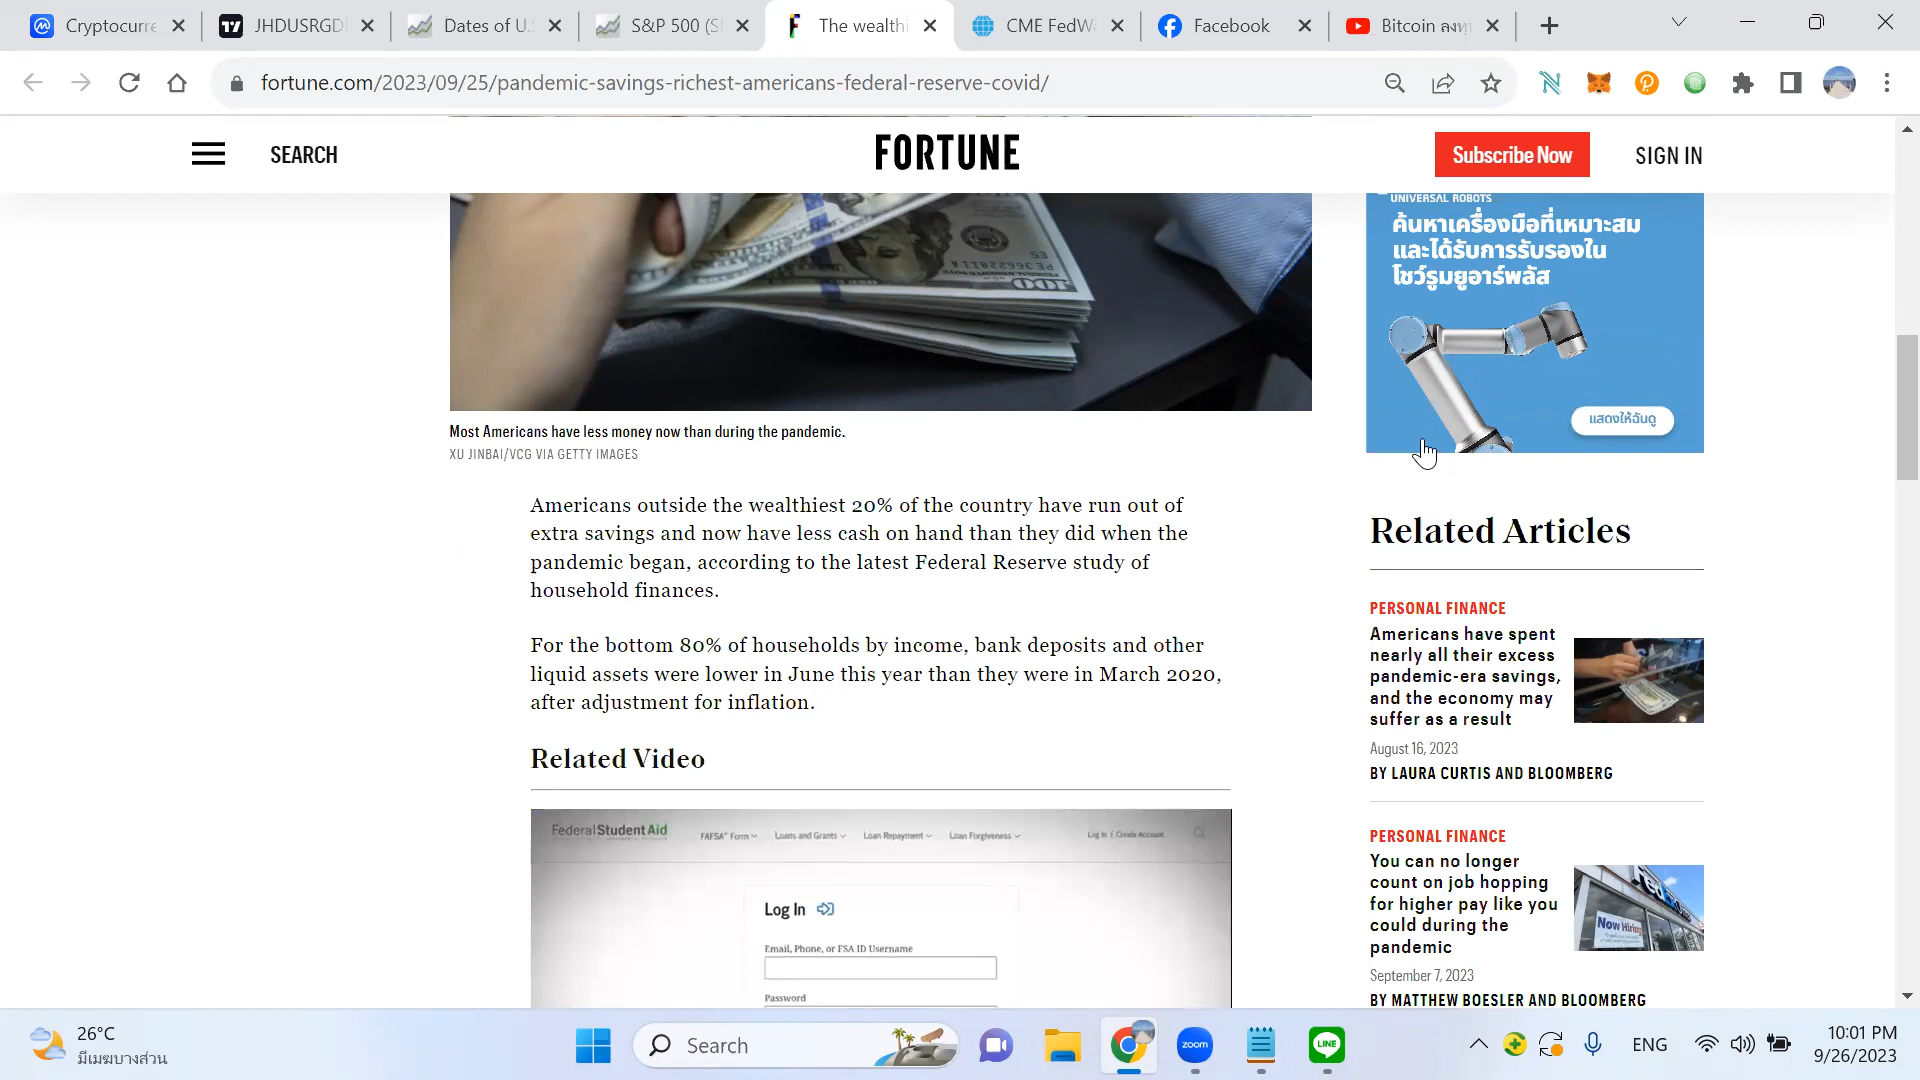 Cryptocurre
JHDUSRGD
Dates of U.
S&P 500 (S
The wealthi
CME FedWa
Facebook
Bitcoin ลงทุ
fortune.com/2023/09/25/pandemic-savings-richest-americans-federal-reserve-covid/
SEARCH
FORTUNE
Subscribe Now
SIGN IN
UNIVERSAL ROBOTS
ค้นหาเครื่องมือที่เหมาะสม
และได้รับการรับรองใน
โชว์รูมยูอาร์พลัส
แสดงให้ฉันดู
100
PE36622811
Most Americans have less money now than during the pandemic.
XU JINBAI/VCG VIA GETTY IMAGES
Americans outside the wealthiest 20% of the country have run out of
extra savings and now have less cash on hand than they did when the
pandemic began, according to the latest Federal Reserve study of
household finances.
For the bottom 80% of households by income, bank deposits and other
liquid assets were lower in June this year than they were in March 2020,
after adjustment for inflation.
Related Video
Federal Student Aid
FAFSA® Form
Loans and Grants
Loan Repayment
Loan Forgiveness
Log In | Create Account
Log In
Email, Phone, or FSA ID Username
Password
Related Articles
PERSONAL FINANCE
Americans have spent
nearly all their excess
pandemic-era savings,
and the economy may
suffer as a result
August 16, 2023
BY LAURA CURTIS AND BLOOMBERG
PERSONAL FINANCE
You can no longer
count on job hopping
for higher pay like you
could during the
pandemic
FedEx
Now Hiring
September 7, 2023
BY MATTHEW BOESLER AND BLOOMBERG
26°C
มีเมฆบางส่วน
Search
zoom
LINE
ENG
10:01 PM
9/26/2023